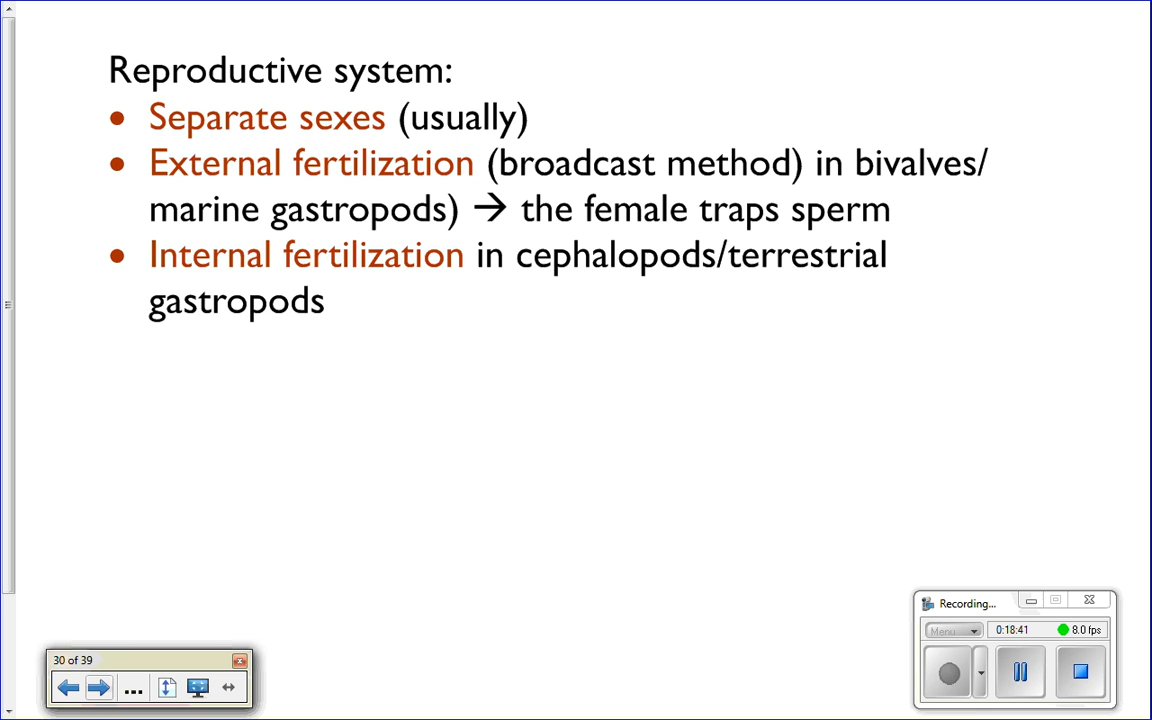 Reproductive system:
• Separate sexes (usually)
• External fertilization (broadcast method) in bivalves/
marine gastropods) → the female traps sperm
• Internal fertilization in cephalopods/terrestrial
gastropods
Recording...
Menu
0:18:41
8.0 fps
30 of 39
...